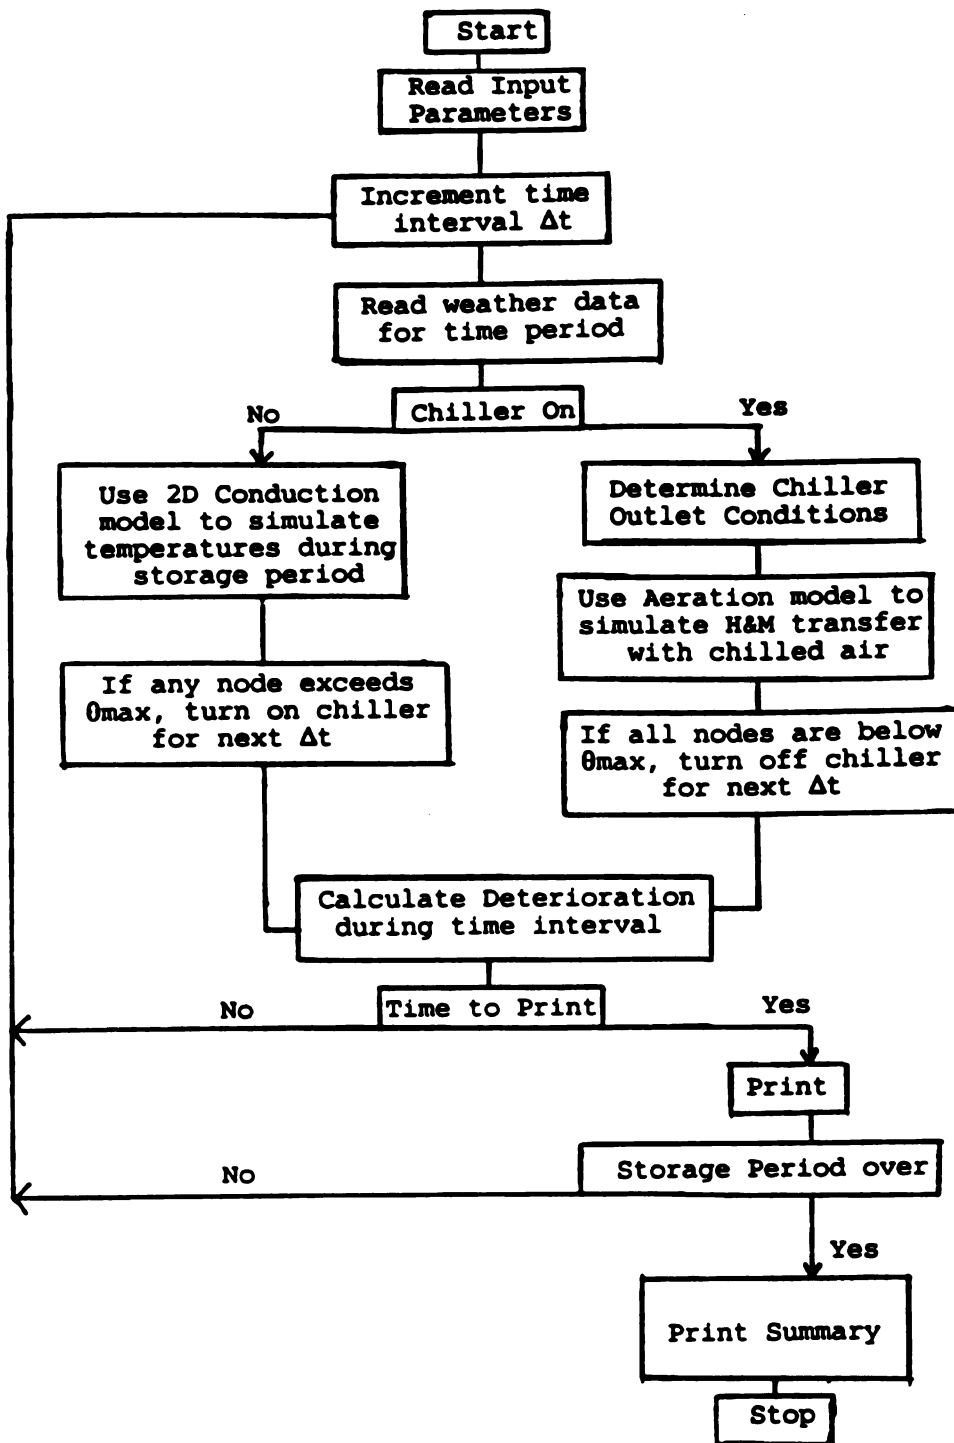 Start
Read Input
Parameters
Increment time
interval Δt
Read weather data
for time period
Chiller On
No
Yes
Use 2D Conduction
model to simulate
temperatures during
storage period
Determine Chiller
Outlet Conditions
Use Aeration model to
simulate H&M transfer
with chilled air
If any node exceeds
θmax, turn on chiller
for next Δt
If all nodes are below
θmax, turn off chiller
for next Δt
Calculate Deterioration
during time interval
Time to Print
No
Yes
Print
Storage Period over
No
Yes
Print Summary
Stop